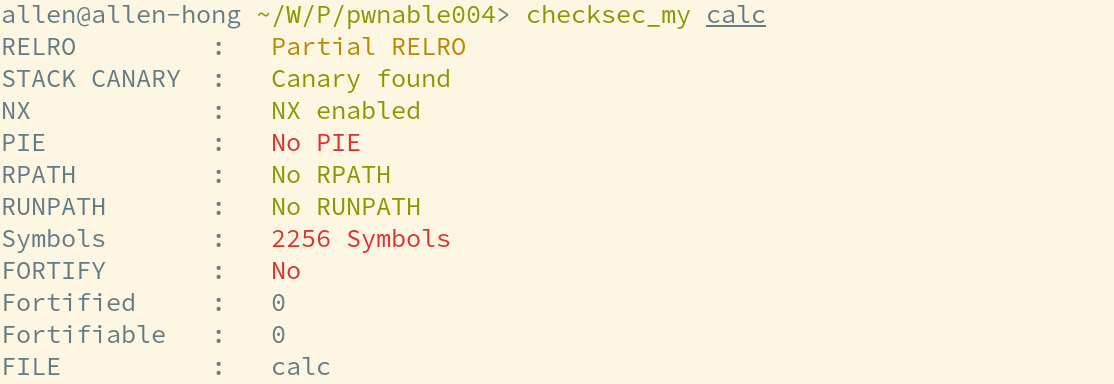 allen@allen-hong ~/W/P/pwnable004> checksec_my calc
RELRO : Partial RELRO
STACK CANARY : Canary found
NX : NX enabled
PIE : No PIE
RPATH : No RPATH
RUNPATH : No RUNPATH
Symbols : 2256 Symbols
FORTIFY : No
Fortified : 0
Fortifiable : 0
FILE : calc